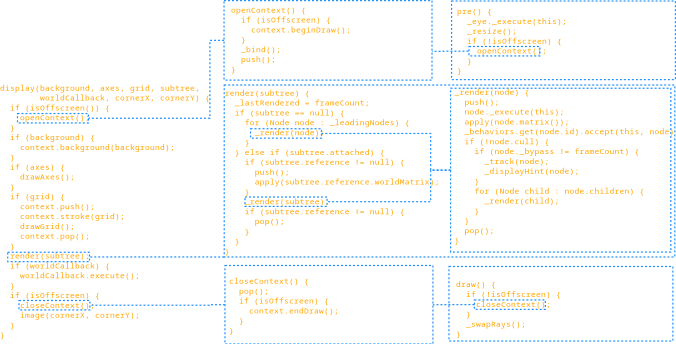 display(background, axes, grid, subtree,
worldCallback, cornerX, cornerY) {
if (isOffscreen()) {
openContext();
}
if (background) {
context.background(background);
}
if (axes) {
drawAxes();
}
if (grid) {
context.push();
context.stroke(grid);
drawGrid();
context.pop();
}
render(subtree);
if (worldCallback) {
worldCallback.execute();
}
if (isOffscreen) {
closeContext();
image(cornerX, cornerY);
}
}
openContext() {
if (isOffscreen) {
context.beginDraw();
}
_bind();
push();
}
pre() {
_eye._execute(this);
_resize();
if (!isOffscreen) {
openContext();
}
}
render(subtree) {
_lastRendered = frameCount;
if (subtree == null) {
for (Node node : _leadingNodes) {
_render(node);
}
} else if (subtree.attached) {
if (subtree.reference != null) {
push();
apply(subtree.reference.worldMatrix);
}
_render(subtree);
if (subtree.reference != null) {
pop();
}
}
}
_render(node) {
push();
node._execute(this);
apply(node.matrix());
_behaviors.get(node.id).accept(this, node)
if (!node.cull) {
if (node._bypass != frameCount) {
_track(node);
_displayHint(node);
}
for (Node child : node.children) {
_render(child);
}
}
pop();
}
closeContext() {
pop();
if (isOffscreen) {
context.endDraw();
}
}
draw() {
if (!isOffscreen) {
closeContext();
}
_swapRays();
}